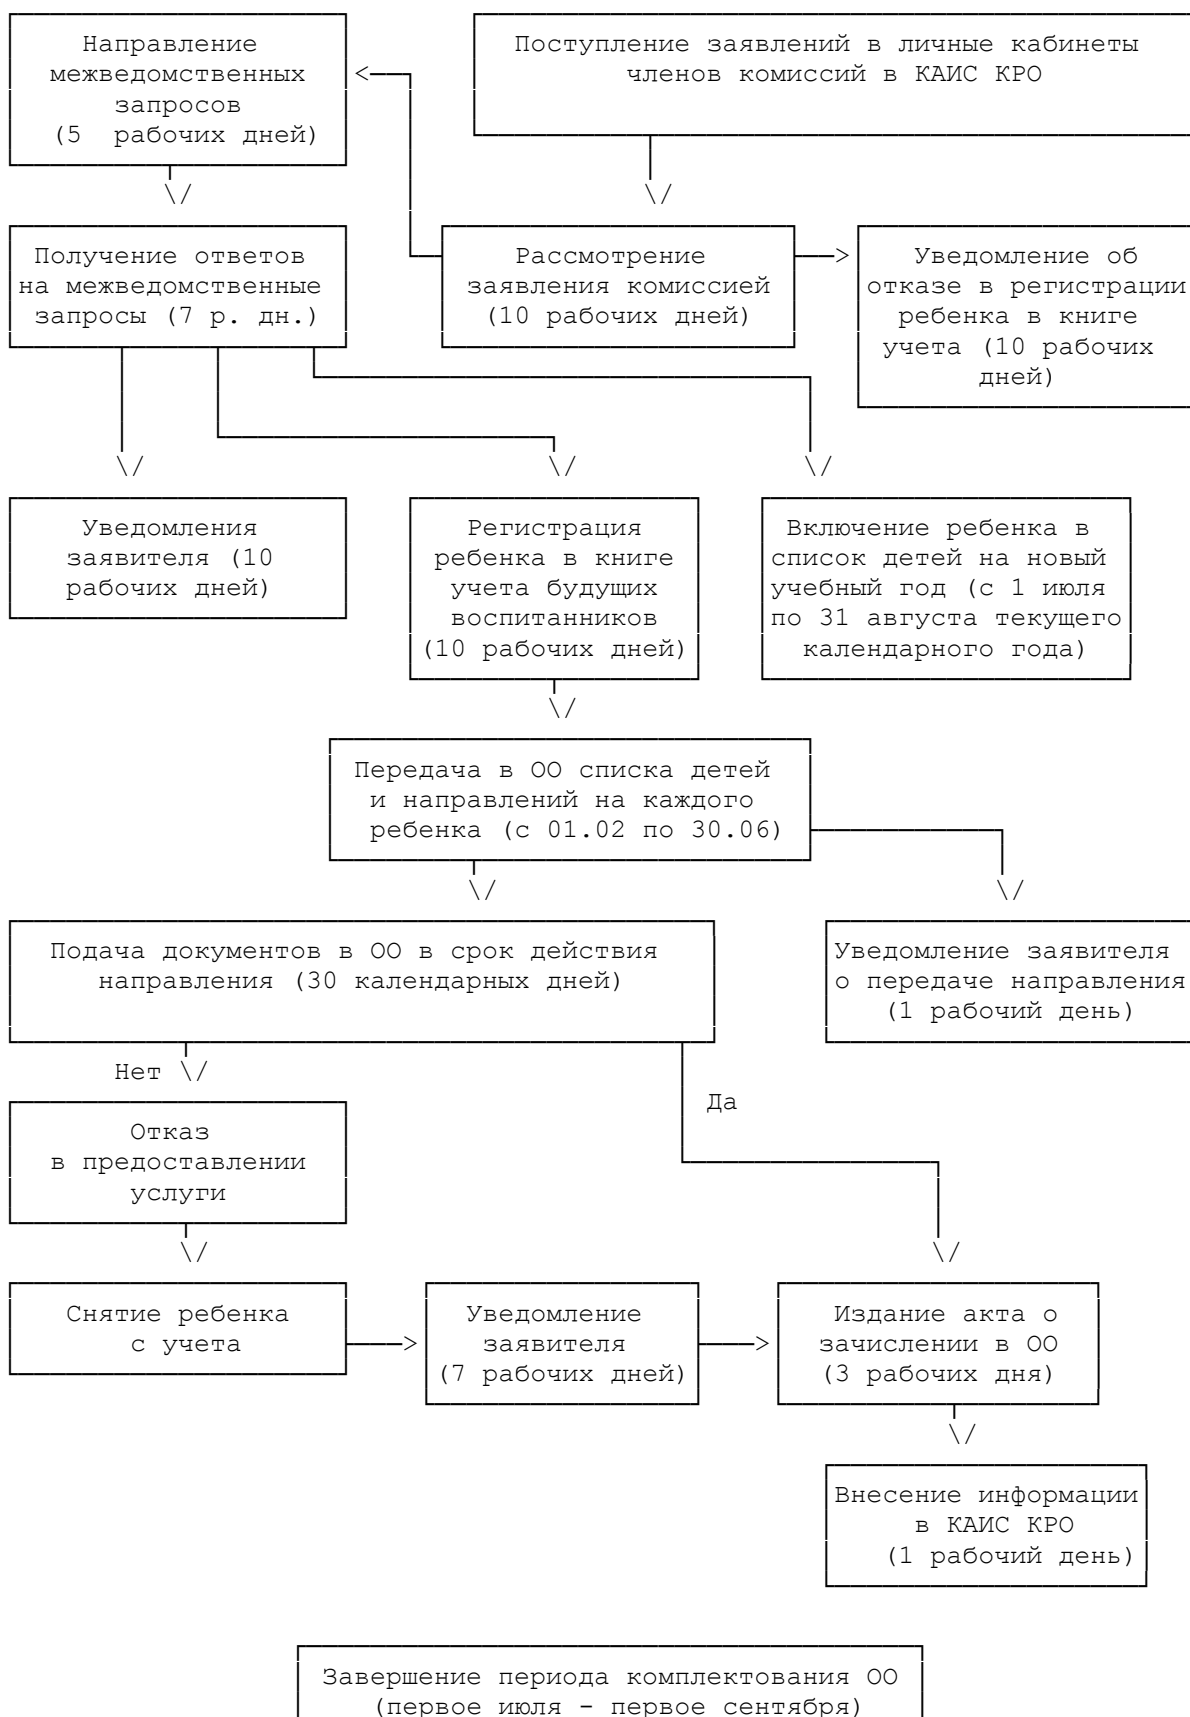 Направление
межведомственных
запросов
(5 рабочих дней)
Поступление заявлений в личные кабинеты
членов комиссий в КАИС КРО
Получение ответов
на межведомственные
запросы (7 р. дн.)
Рассмотрение
заявления комиссией
(10 рабочих дней)
Уведомление об
отказе в регистрации
ребенка в книге
учета (10 рабочих
дней)
Уведомления
заявителя (10
рабочих дней)
Регистрация
ребенка в книге
учета будущих
воспитанников
(10 рабочих дней)
Включение ребенка в
список детей на новый
учебный год (с 1 июля
по 31 августа текущего
календарного года)
Передача в ОО списка детей
и направлений на каждого
ребенка (с 01.02 по 30.06)
Подача документов в ОО в срок действия
направления (30 календарных дней)
Уведомление заявителя
о передаче направления
(1 рабочий день)
Нет
Да
Отказ
в предоставлении
услуги
Снятие ребенка
с учета
Уведомление
заявителя
(7 рабочих дней)
Издание акта о
зачислении в ОО
(3 рабочих дня)
Внесение информации
в КАИС КРО
(1 рабочий день)
Завершение периода комплектования ОО
(первое июля - первое сентября)